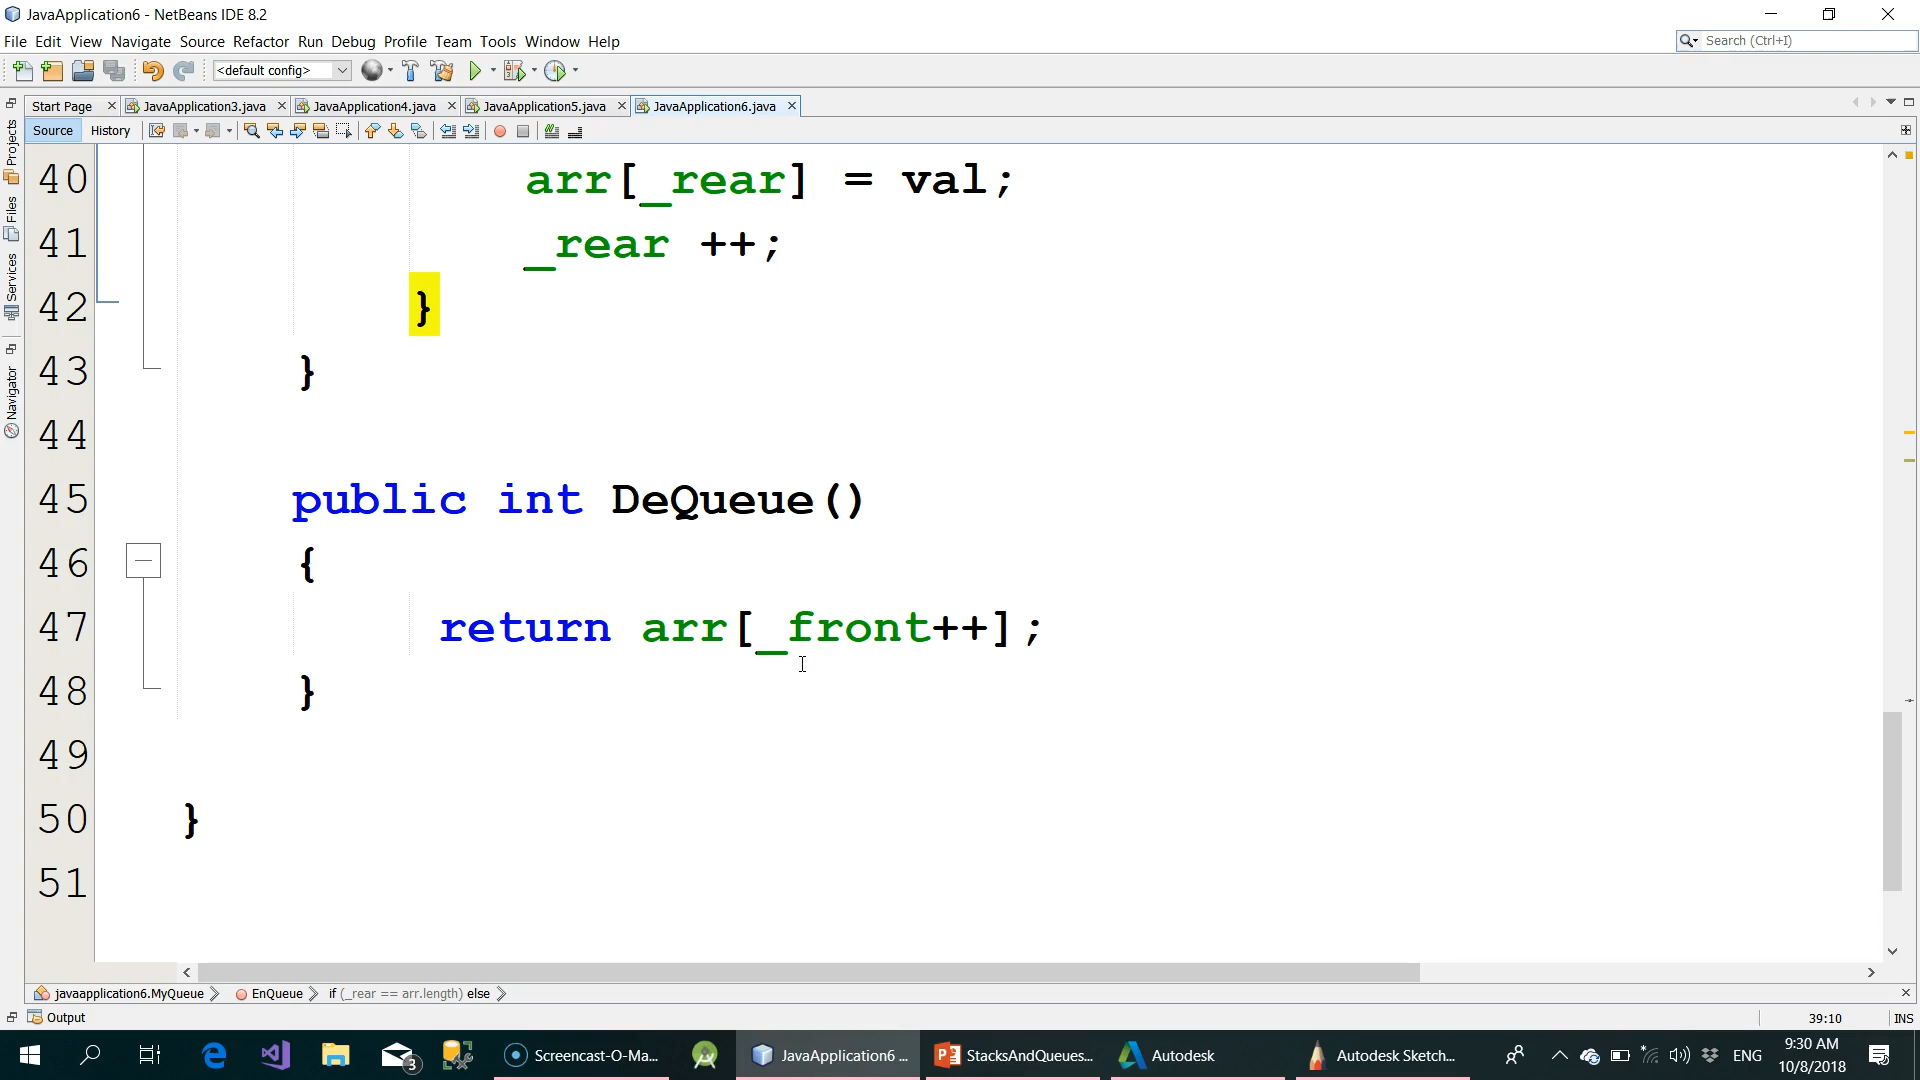 JavaApplication6 - NetBeans IDE 8.2
File Edit View Navigate Source Refactor Run Debug Profile Team Tools Window Help
Search (Ctrl+I)
<default config>
Start Page JavaApplication3.java JavaApplication4.java JavaApplication5.java JavaApplication6.java
Source History
Projects
Files
Services
Navigator
40 arr[_rear] = val;
41 _rear ++;
42 }
43 }
44
45 public int DeQueue()
46 {
47 return arr[_front++];
48 }
49
50 }
51
javaapplication6.MyQueue EnQueue if (_rear == arr.length) else
Output
39:10 INS
3 Screencast-O-Ma... JavaApplication6 ... StacksAndQueues... Autodesk Autodesk Sketch... ENG 9:30 AM
10/8/2018